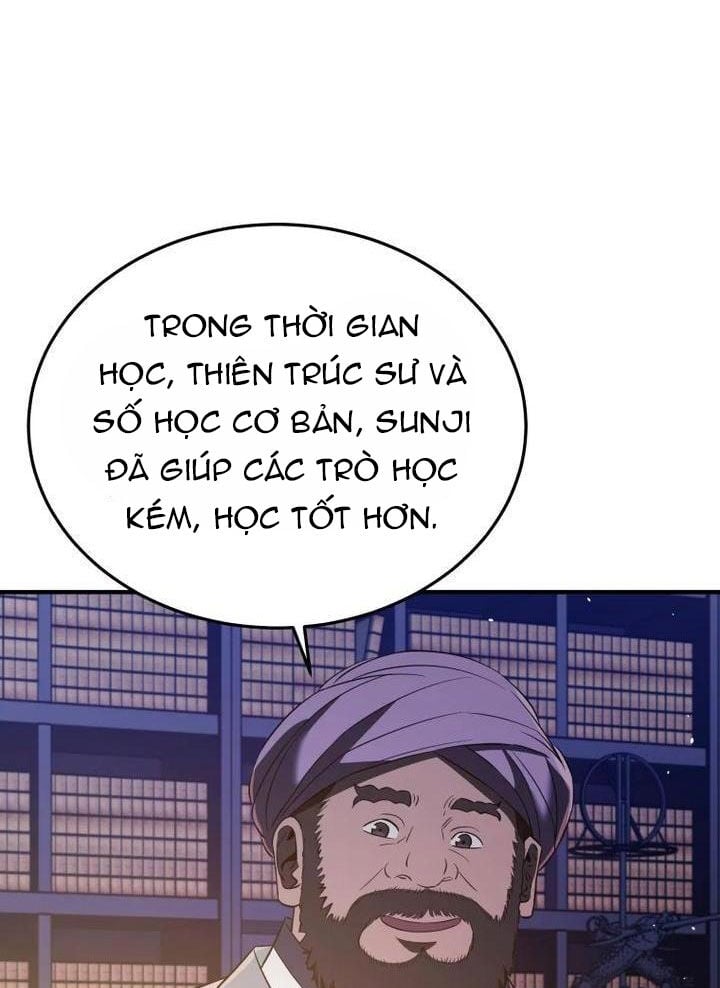 TRONG THỜI GIAN
HỌC, THIÊN TRÚC SƯ VÀ
SỐ HỌC CƠ BẢN, SUNJI
ĐÃ GIÚP CÁC TRÒ HỌC
KÉM, HỌC TỐT HƠN.